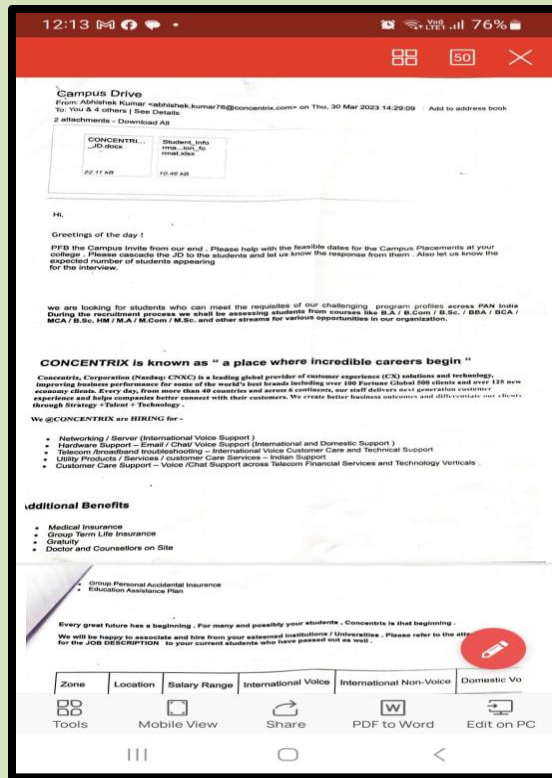 12:13
VoD LTE1 76%
50
Campus Drive
From: Abhishek Kumar <abhishek.kumar76@concentrix.com> on Thu, 30 Mar 2023 14:29:09 Add to address book
To: You & 4 others | See Details
2 attachments - Download All
CONCENTRI... Student_Info
_JD.docx rma...ion_fo
rmat.xlsx
22.11 kB 10.46 kB
Hi,
Greetings of the day !
PFB the Campus Invite from our end . Please help with the feasible dates for the Campus Placements at your
college . Please cascade the JD to the students and let us know the response from them . Also let us know the
expected number of students appearing
for the interview.
we are looking for students who can meet the requisites of our challenging program profiles across PAN India
During the recruitment process we shall be assessing students from courses like B.A / B.Com / B.Sc. / BBA / BCA /
MCA / B.Sc. HM / M.A / M.Com / M.Sc. and other streams for various opportunities in our organization.
CONCENTRIX is known as “ a place where incredible careers begin “
Concentrix, Corporation (Nasdaq: CNXC) is a leading global provider of customer experience (CX) solutions and technology,
improving business performance for some of the world's best brands including over 100 Fortune Global 500 clients and over 125 new
economy clients. Every day, from more than 40 countries and across 6 continents, our staff delivers next generation customer
experience and helps companies better connect with their customers. We create better business outcomes and differentiate our clients
through Strategy +Talent + Technology .
We @CONCENTRIX are HIRING for -
• Networking / Server (International Voice Support )
• Hardware Support – Email / Chat/ Voice Support (International and Domestic Support )
• Telecom /broadband troubleshooting – International Voice Customer Care and Technical Support
• Utility Products / Services / customer Care Services – Indian Support
• Customer Care Support – Voice /Chat Support across Telecom Financial Services and Technology Verticals .
dditional Benefits
• Medical Insurance
• Group Term Life Insurance
• Gratuity
• Doctor and Counsellors on Site
• Group Personal Accidental Insurance
• Education Assistance Plan
Every great future has a beginning . For many and possibly your students , Concentrix is that beginning .
We will be happy to associate and hire from your esteemed institutions / Universities . Please refer to the atta
for the JOB DESCRIPTION to your current students who have passed out as well .
Zone Location Salary Range International Voice International Non-Voice Domestic Vo
Tools Mobile View Share PDF to Word Edit on PC